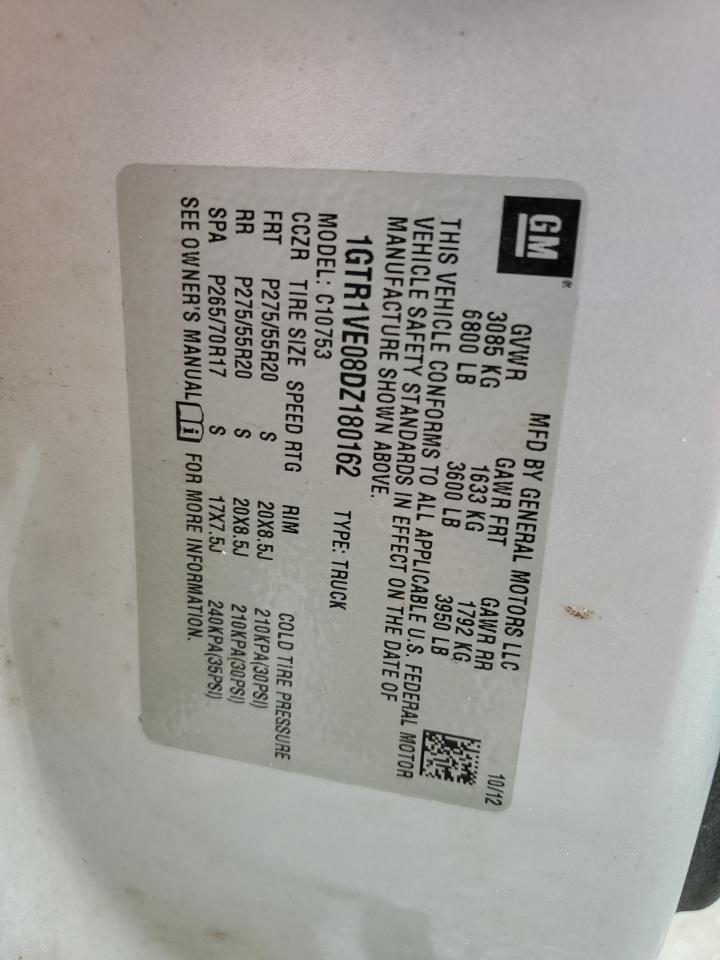 GM®
MFD BY GENERAL MOTORS LLC 10/12
GVWR GAWR FRT GAWR RR
3085 KG 1633 KG 1792 KG
6800 LB 3600 LB 3950 LB
THIS VEHICLE CONFORMS TO ALL APPLICABLE U.S. FEDERAL MOTOR
VEHICLE SAFETY STANDARDS IN EFFECT ON THE DATE OF
MANUFACTURE SHOWN ABOVE.
1GTR1VE08DZ180162 TYPE: TRUCK
MODEL: C10753
CCZR TIRE SIZE SPEED RTG RIM COLD TIRE PRESSURE
FRT P275/55R20 S 20X8.5J 210KPA(30PSI)
RR P275/55R20 S 20X8.5J 210KPA(30PSI)
SPA P265/70R17 S 17X7.5J 240KPA(35PSI)
SEE OWNER'S MANUAL i FOR MORE INFORMATION.